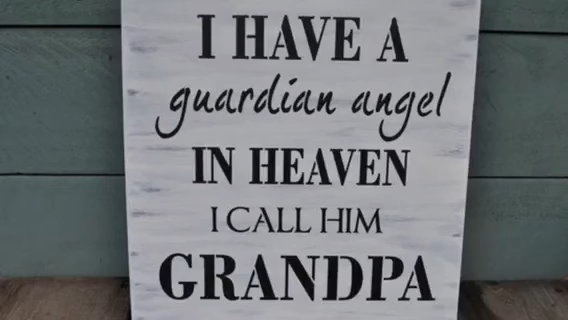 I HAVE A
guardian angel
IN HEAVEN
I CALL HIM
GRANDPA